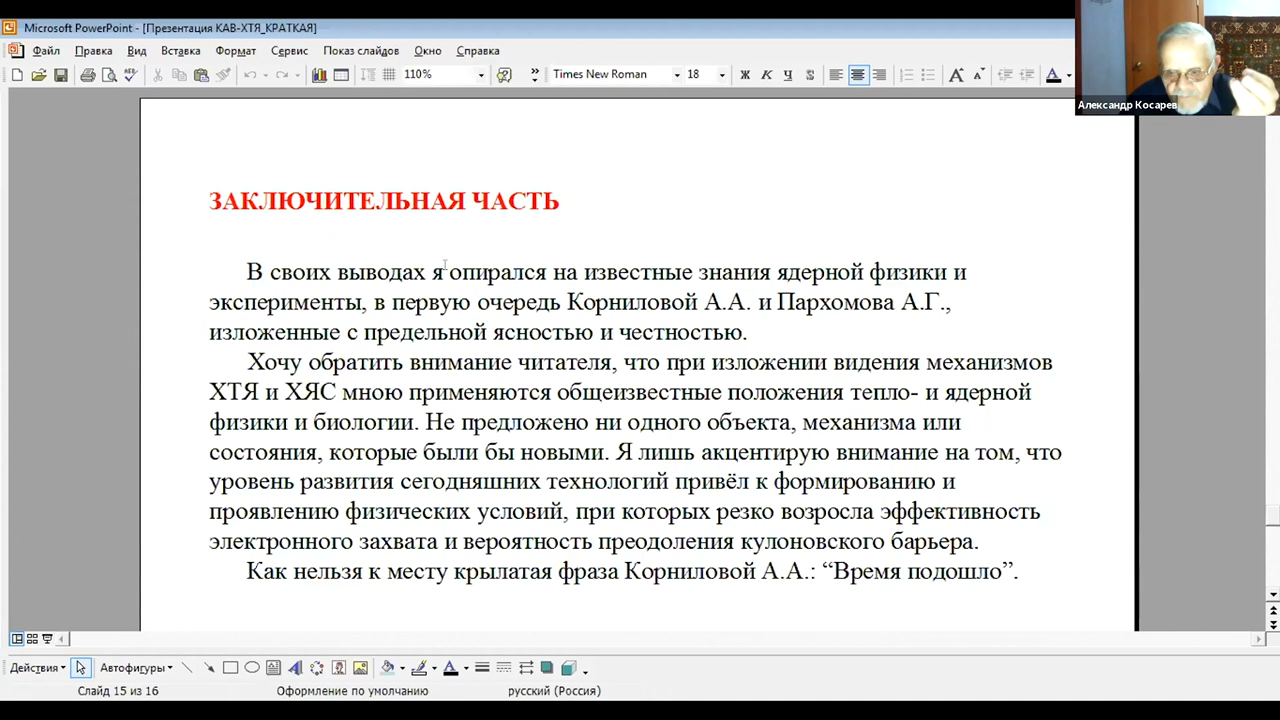 Microsoft PowerPoint - [Презентация КАВ-ХТЯ_КРАТКАЯ]
Файл Правка Вид Вставка Формат Сервис Показ слайдов Окно Справка
110% Times New Roman 18 Ж К Ч S
Александр Косарев
ЗАКЛЮЧИТЕЛЬНАЯ ЧАСТЬ
В своих выводах я опирался на известные знания ядерной физики и
эксперименты, в первую очередь Корниловой А.А. и Пархомова А.Г.,
изложенные с предельной ясностью и честностью.
Хочу обратить внимание читателя, что при изложении видения механизмов
ХТЯ и ХЯС мною применяются общеизвестные положения тепло- и ядерной
физики и биологии. Не предложено ни одного объекта, механизма или
состояния, которые были бы новыми. Я лишь акцентирую внимание на том, что
уровень развития сегодняшних технологий привёл к формированию и
проявлению физических условий, при которых резко возросла эффективность
электронного захвата и вероятность преодоления кулоновского барьера.
Как нельзя к месту крылатая фраза Корниловой А.А.: “Время подошло”.
Действия Автофигуры
Слайд 15 из 16 Оформление по умолчанию русский (Россия)